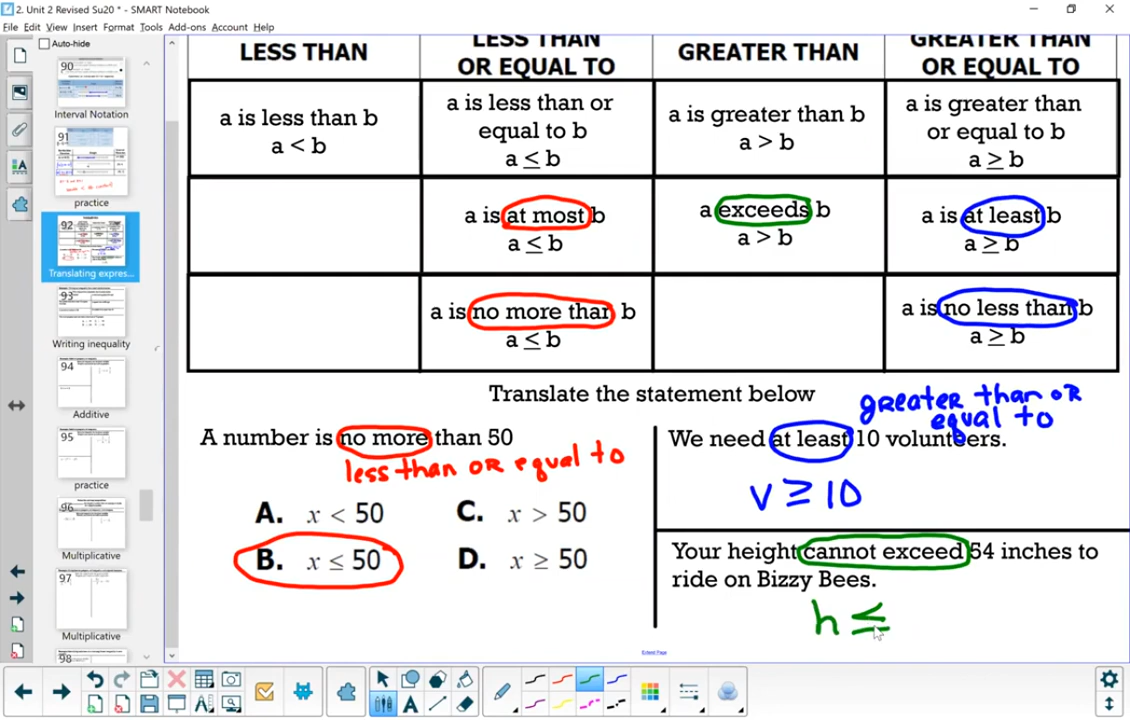 2. Unit 2 Revised Su20 * - SMART Notebook
File Edit View Insert Format Tools Add-ons Account Help
Auto-hide
90
Interval Notation
91
practice
92
Translating expres...
93
Writing inequality
94
Additive
95
practice
96
Multiplicative
97
Multiplicative
98
LESS THAN
LESS THAN
OR EQUAL TO
GREATER THAN
GREATER THAN
OR EQUAL TO
a is less than b
a < b
a is less than or
equal to b
a ≤ b
a is greater than b
a > b
a is greater than
or equal to b
a ≥ b
a is at most b
a ≤ b
a exceeds b
a > b
a is at least b
a ≥ b
a is no more than b
a ≤ b
a is no less than b
a ≥ b
Translate the statement below
A number is no more than 50
less than or equal to
A. x < 50
C. x > 50
B. x ≤ 50
D. x ≥ 50
greater than or
equal to
We need at least 10 volunteers.
v ≥ 10
Your height cannot exceed 54 inches to
ride on Bizzy Bees.
h ≤
Extend Page